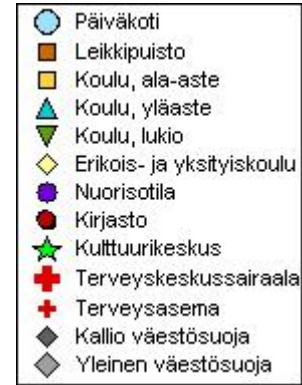 Päiväkoti
Leikkipuisto
Koulu, ala-aste
Koulu, yläaste
Koulu, lukio
Erikois- ja yksityiskoulu
Nuorisotila
Kirjasto
Kulttuurikeskus
Terveyskeskussairaala
Terveysasema
Kallio väestösuoja
Yleinen väestösuoja